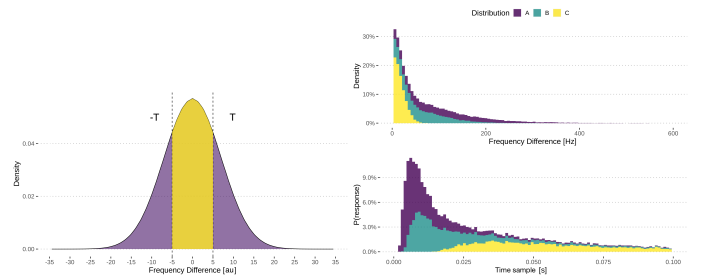 Distribution A B C
30%
20%
10%
0%
Density
0 200 400 600
Frequency Difference [Hz]
-T T
0.04
0.02
0.00
Density
-35 -30 -25 -20 -15 -10 -5 0 5 10 15 20 25 30 35
Frequency Difference [au]
9.0%
6.0%
3.0%
0.0%
P(response)
0.000 0.025 0.050 0.075 0.100
Time sample [s]